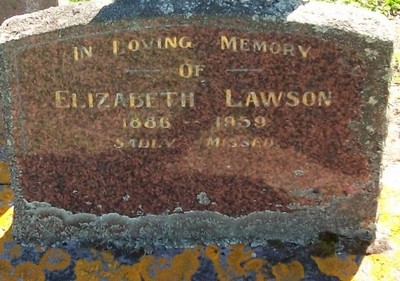 In Loving Memory
of
Elizabeth Lawson
1886 - 1959
Sadly Missed